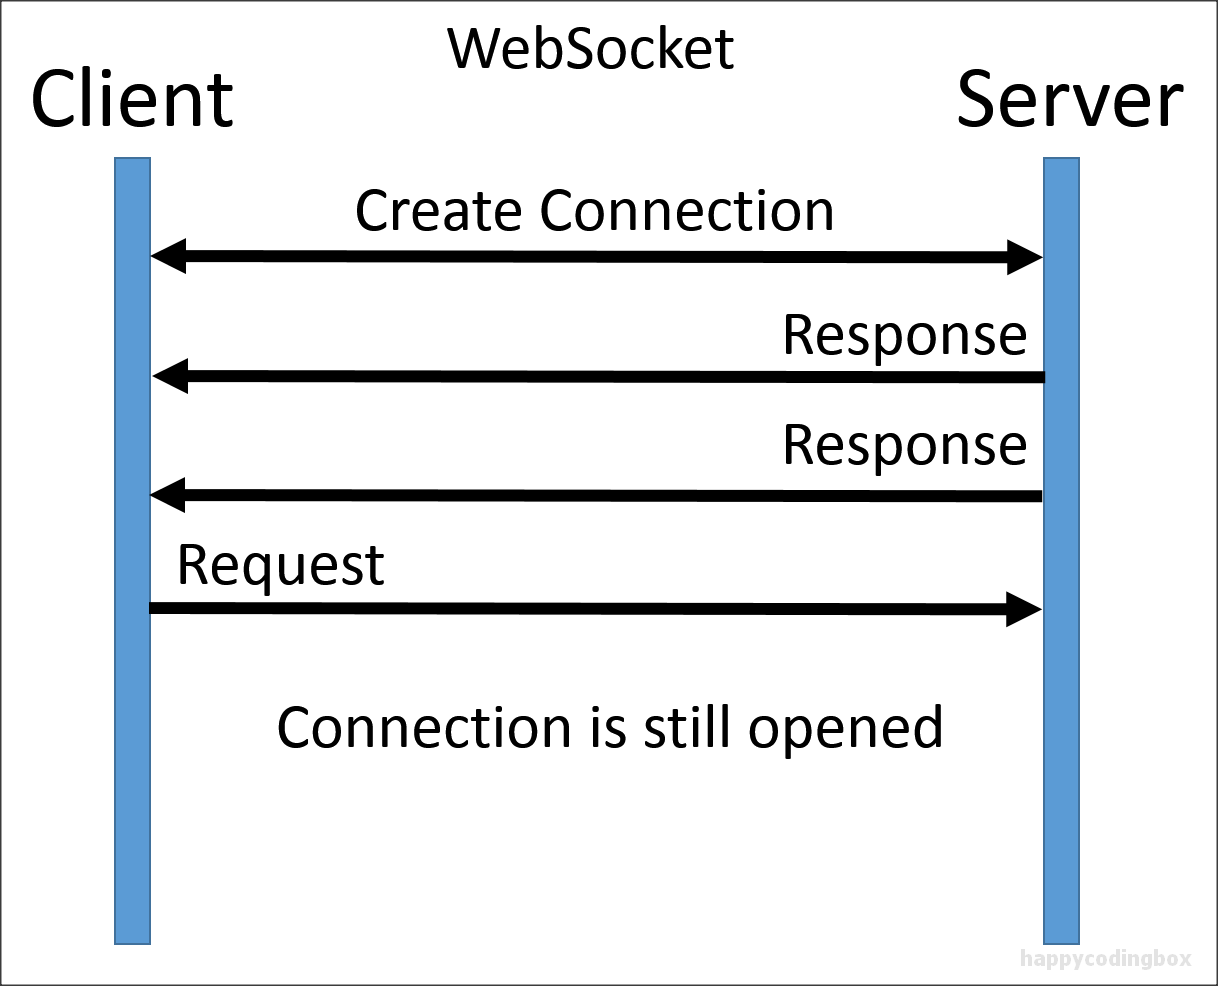 WebSocket
Client
Server
Create Connection
Response
Response
Request
Connection is still opened
happycodingbox